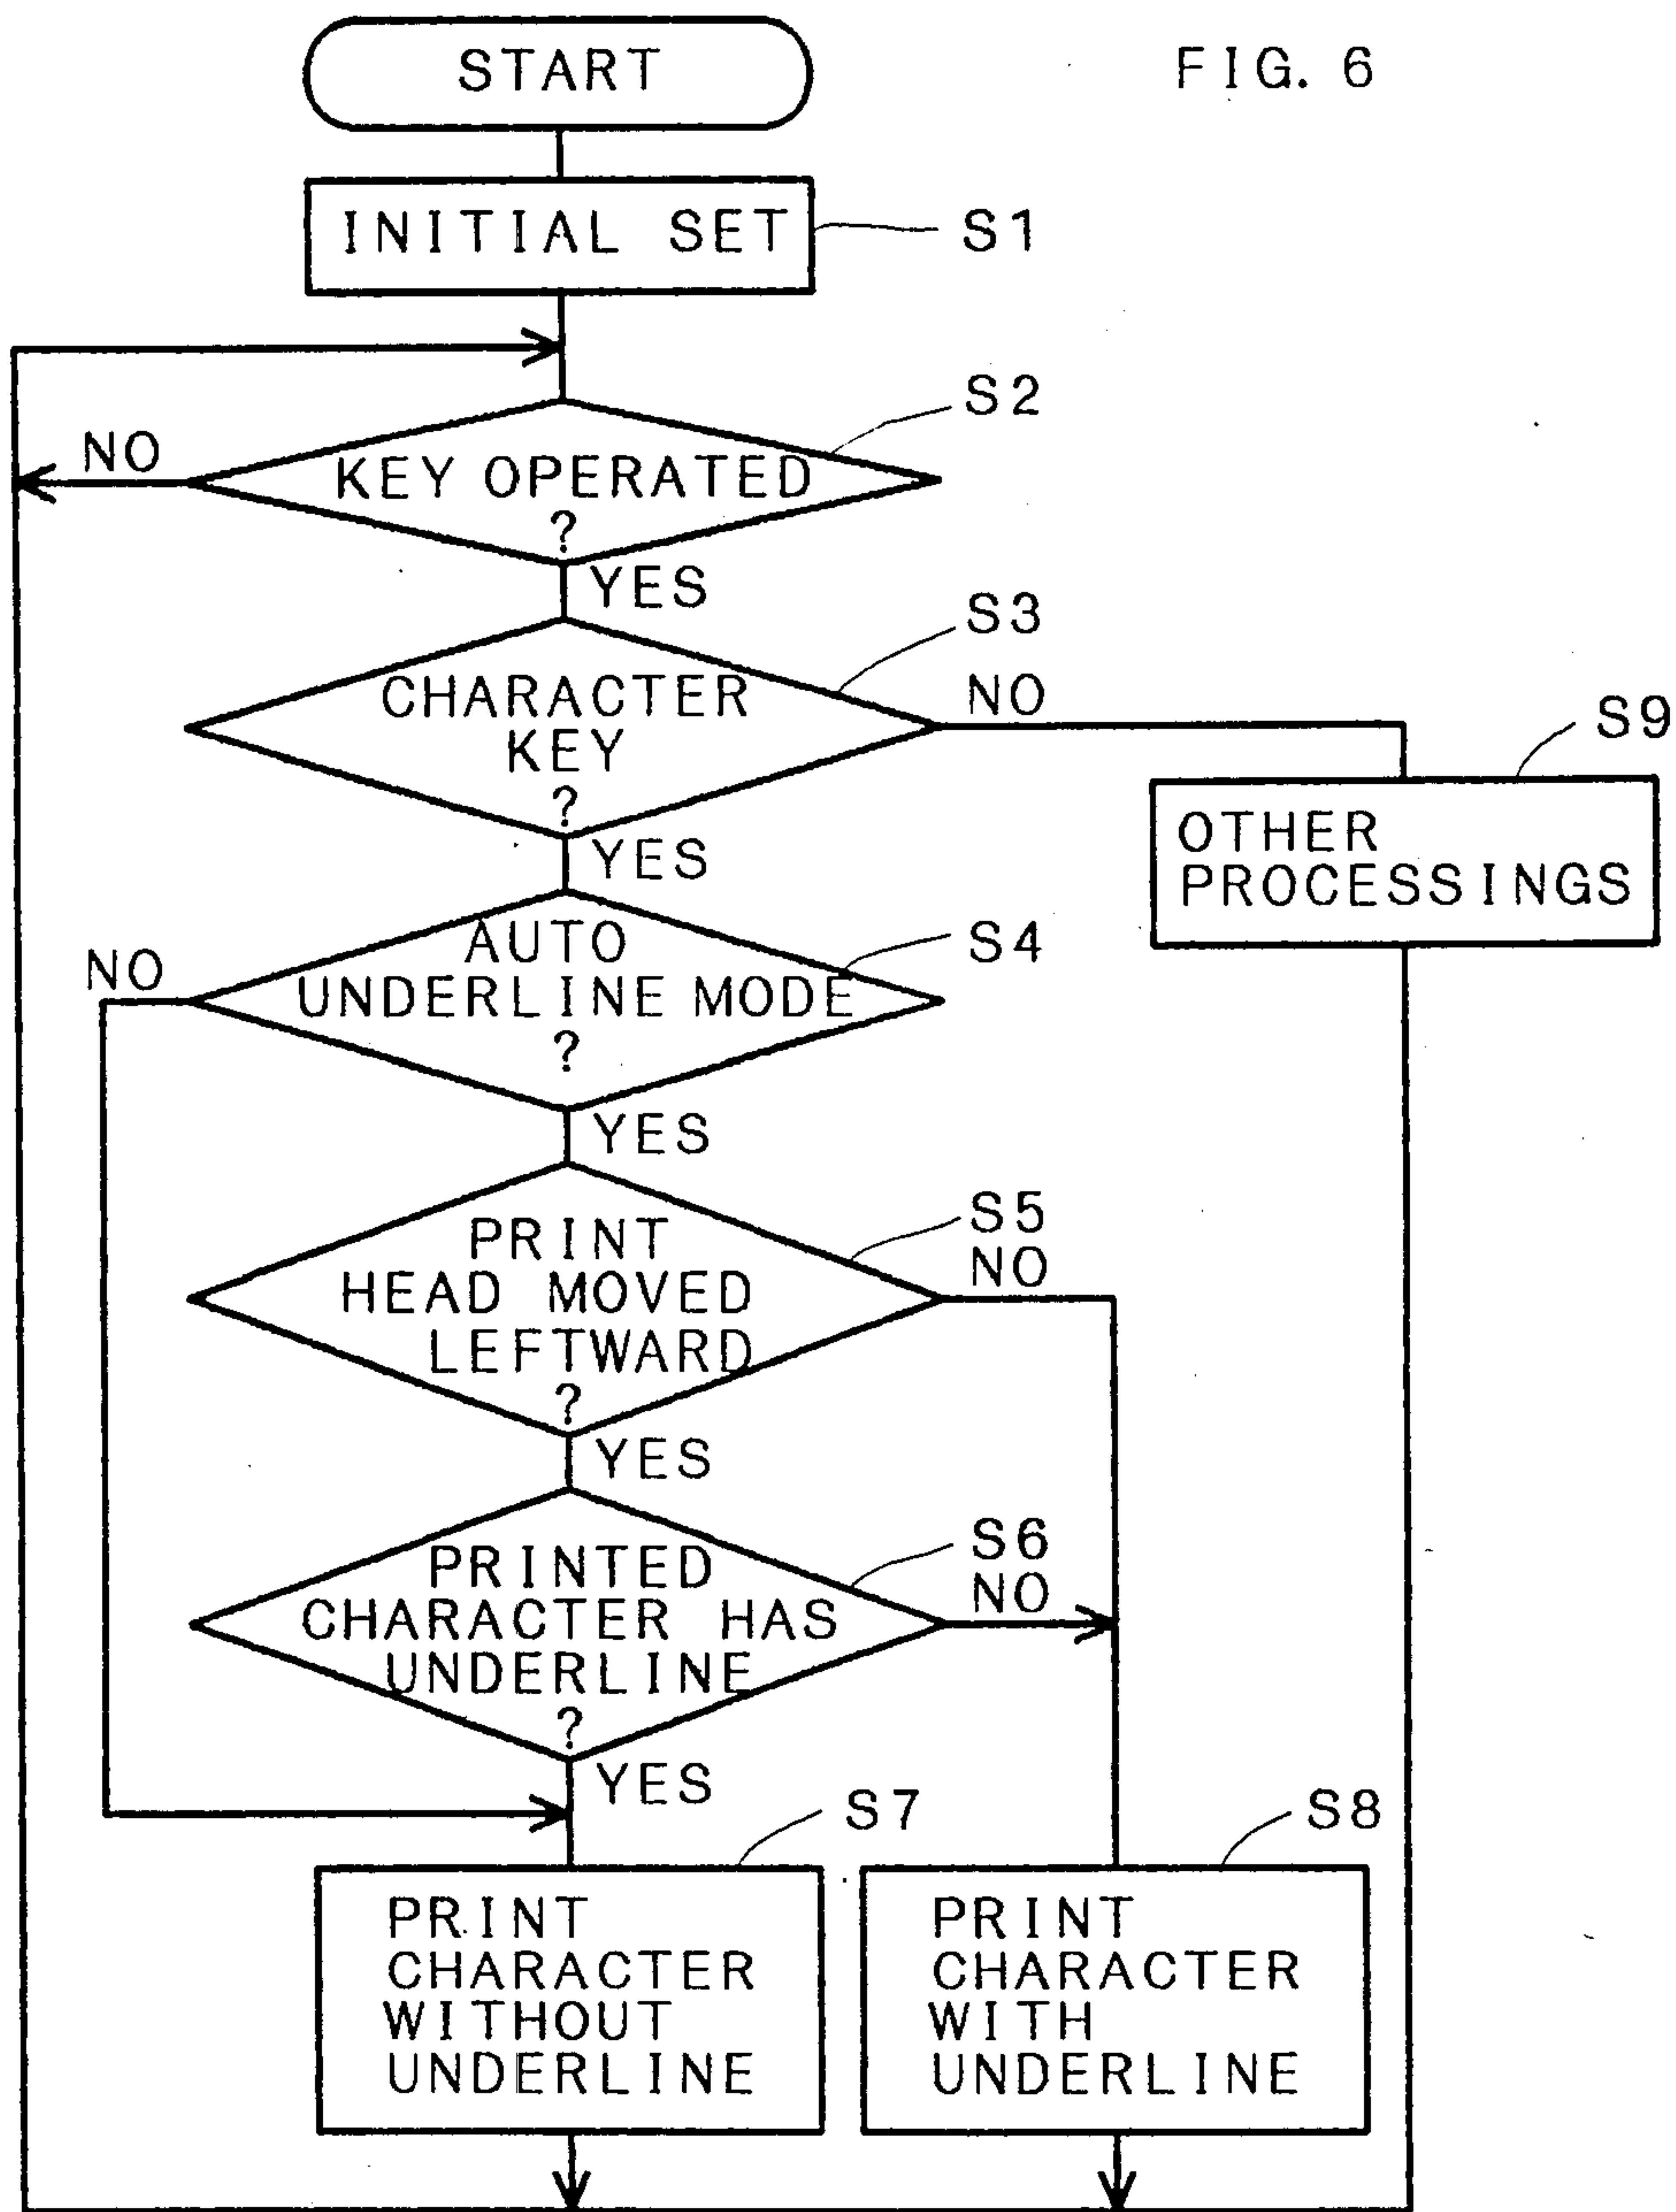 START
FIG. 6
INITIAL SET
S1
S2
NO
KEY OPERATED
?
YES
S3
CHARACTER
KEY
?
NO
S9
OTHER
PROCESSINGS
YES
S4
AUTO
UNDERLINE MODE
?
NO
YES
S5
PRINT
HEAD MOVED
LEFTWARD
?
NO
YES
S6
PRINTED
CHARACTER HAS
UNDERLINE
?
NO
YES
S7
PRINT
CHARACTER
WITHOUT
UNDERLINE
S8
PRINT
CHARACTER
WITH
UNDERLINE